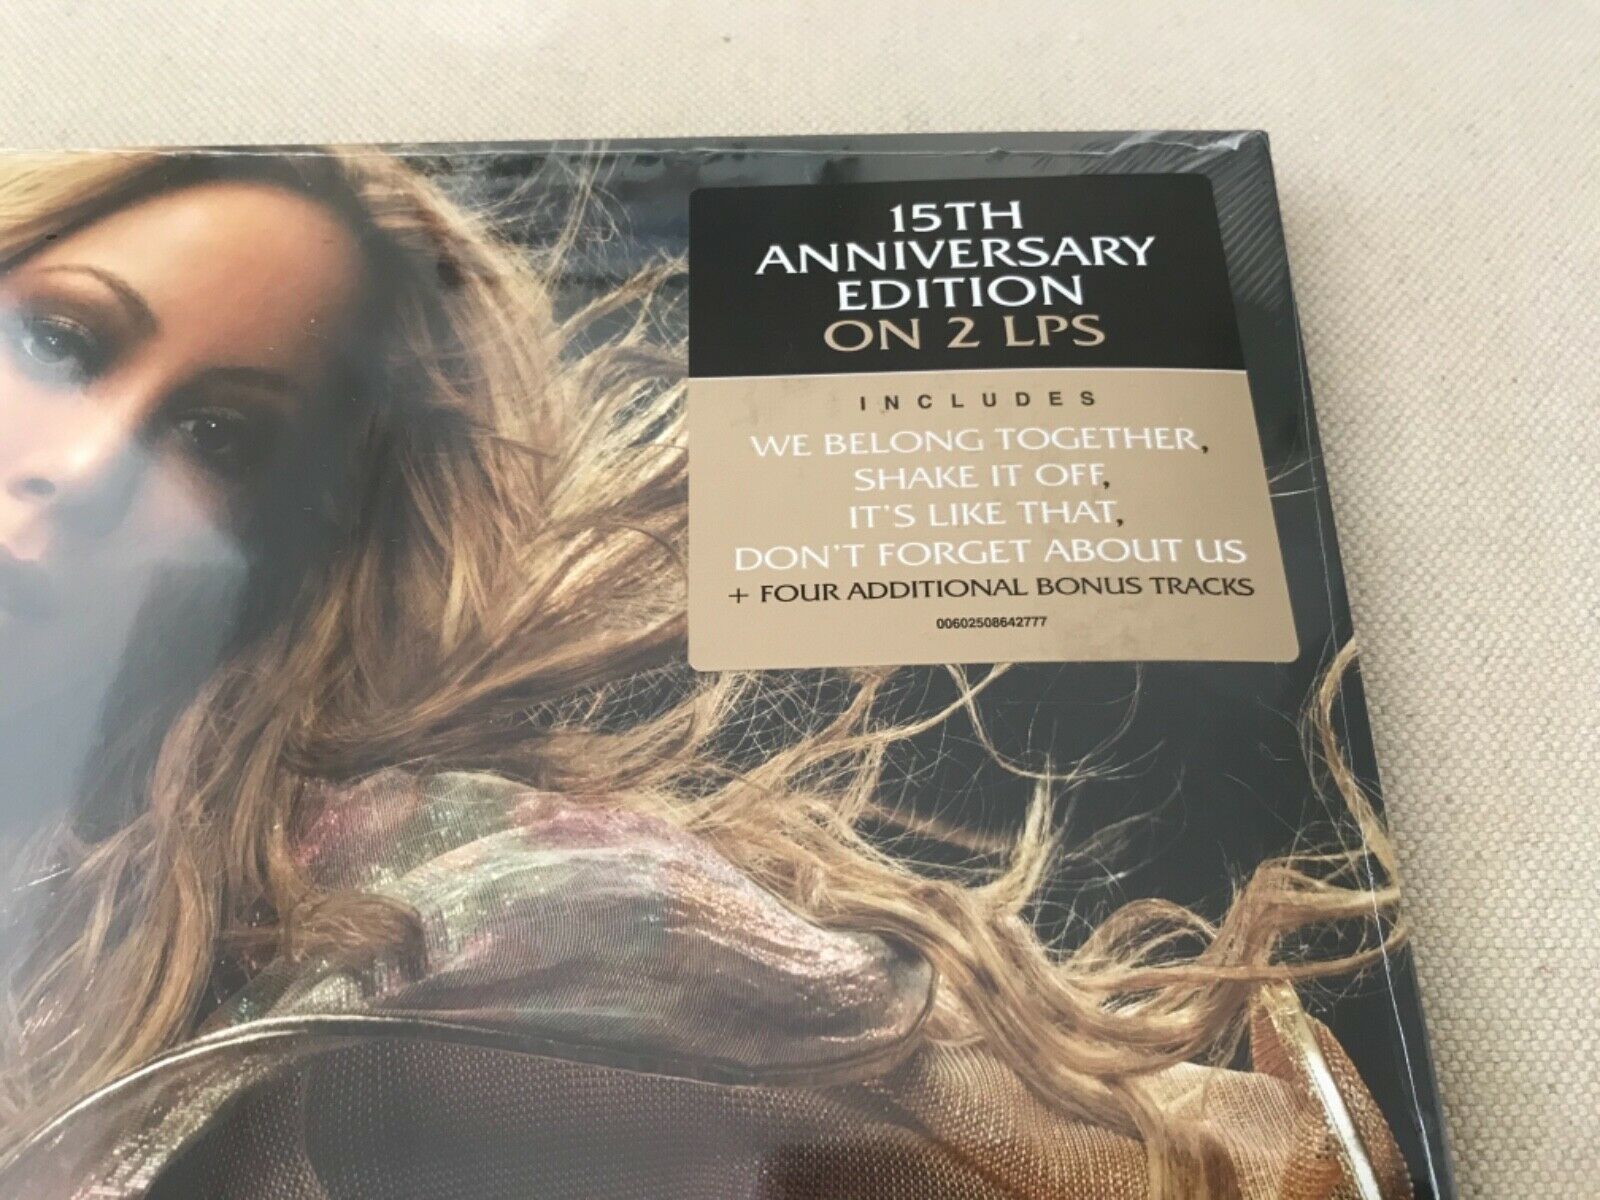 15TH
ANNIVERSARY
EDITION
ON 2 LPS
INCLUDES
WE BELONG TOGETHER,
SHAKE IT OFF,
IT'S LIKE THAT,
DON'T FORGET ABOUT US
+ FOUR ADDITIONAL BONUS TRACKS
00602508642777